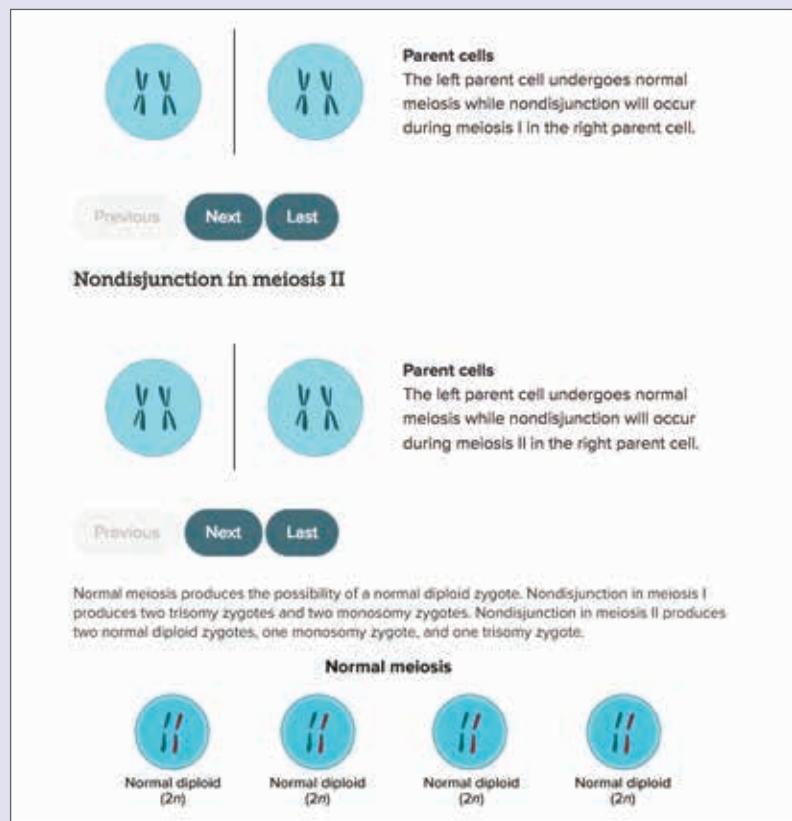 Parent cells
The left parent cell undergoes normal
meiosis while nondisjunction will occur
during meiosis I in the right parent cell.
Previous Next Last
Nondisjunction in meiosis II
Parent cells
The left parent cell undergoes normal
meiosis while nondisjunction will occur
during meiosis II in the right parent cell.
Previous Next Last
Normal meiosis produces the possibility of a normal diploid zygote. Nondisjunction in meiosis I
produces two trisomy zygotes and two monosomy zygotes. Nondisjunction in meiosis II produces
two normal diploid zygotes, one monosomy zygote, and one trisomy zygote.
Normal meiosis
Normal diploid Normal diploid Normal diploid Normal diploid
(2n) (2n) (2n) (2n)